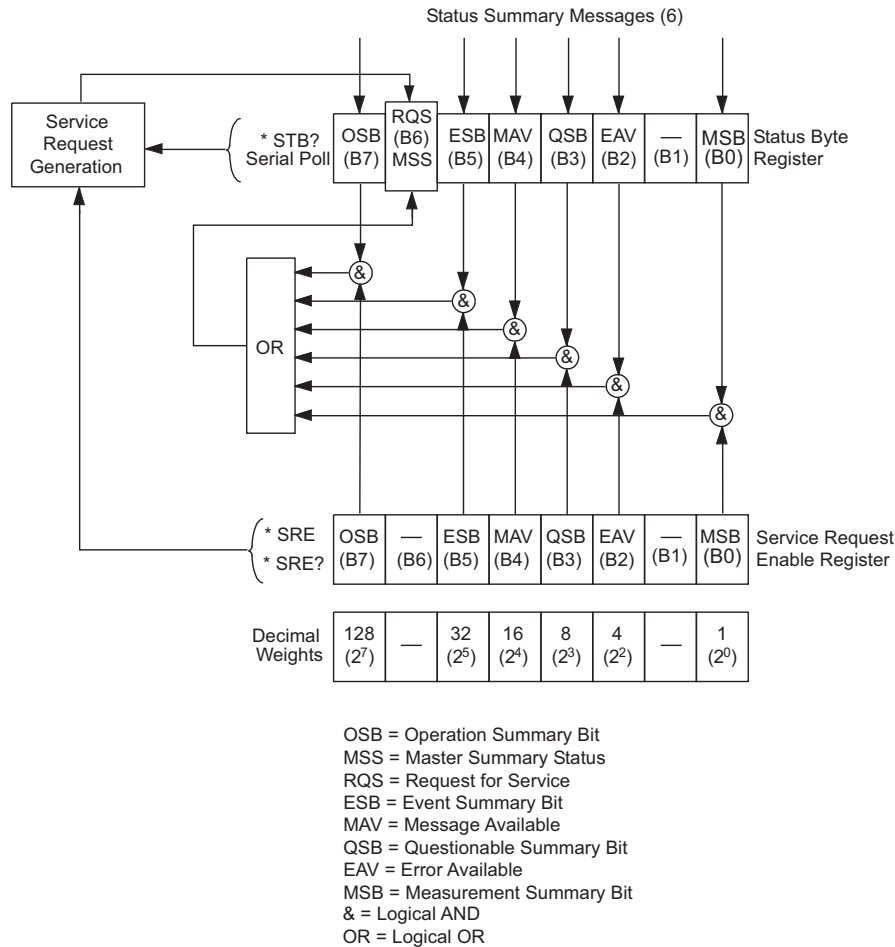 Status Summary Messages (6)
Service
Request
Generation
* STB?
Serial Poll
OSB
(B7)
RQS
(B6)
MSS
ESB
(B5)
MAV
(B4)
QSB
(B3)
EAV
(B2)
—
(B1)
MSB
(B0)
Status Byte
Register
&
&
&
OR
&
&
&
* SRE
* SRE?
OSB
(B7)
—
(B6)
ESB
(B5)
MAV
(B4)
QSB
(B3)
EAV
(B2)
—
(B1)
MSB
(B0)
Service Request
Enable Register
Decimal
Weights
128
(2⁷)
—
32
(2⁵)
16
(2⁴)
8
(2³)
4
(2²)
—
1
(2⁰)
OSB = Operation Summary Bit
MSS = Master Summary Status
RQS = Request for Service
ESB = Event Summary Bit
MAV = Message Available
QSB = Questionable Summary Bit
EAV = Error Available
MSB = Measurement Summary Bit
& = Logical AND
OR = Logical OR